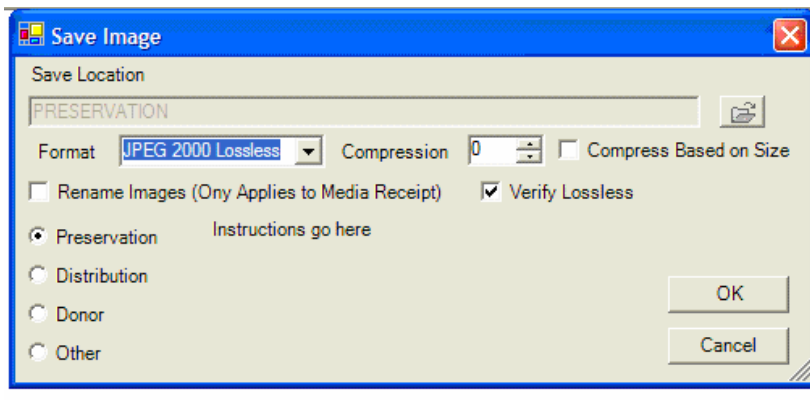 Save Image
Save Location
PRESERVATION
Format JPEG 2000 Lossless Compression 0 Compress Based on Size
Rename Images (Ony Applies to Media Receipt) Verify Lossless
Preservation Instructions go here
Distribution
OK
Donor
Cancel
Other